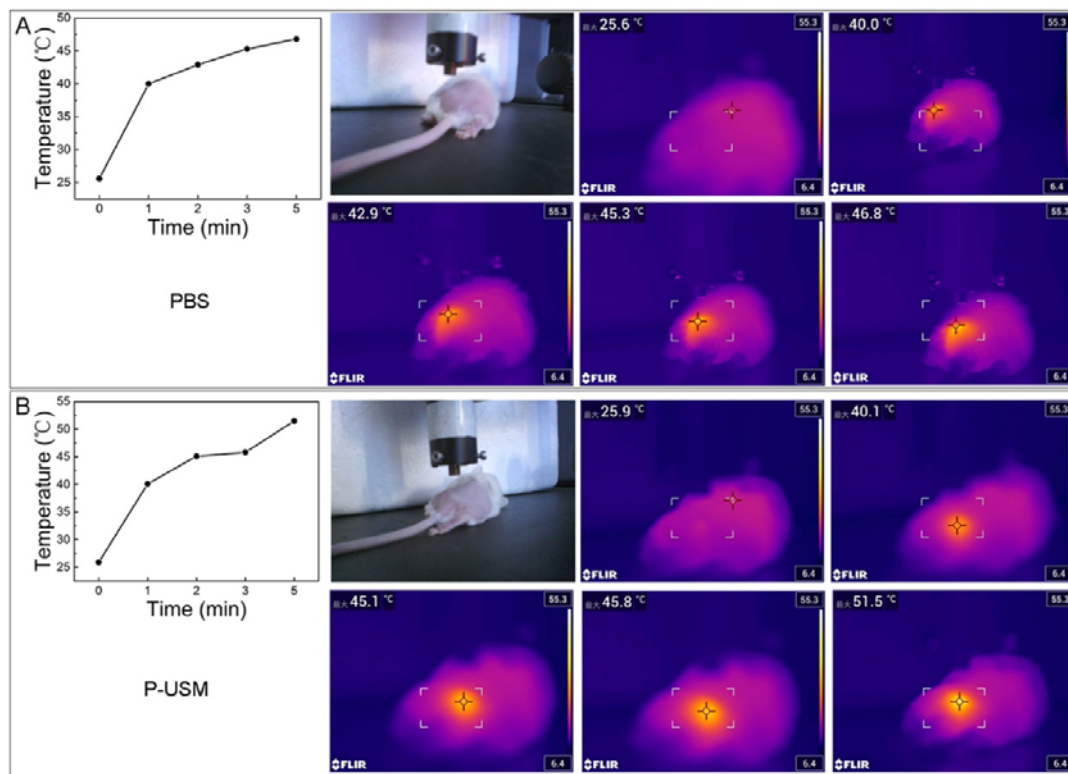 A
50
45
40
35
30
25
Temperature (℃)
0 1 2 3 5
Time (min)
PBS
最大 25.6 ℃
55.3
6.4
FLIR
最大 40.0 ℃
55.3
6.4
最大 42.9 ℃
55.3
FLIR
6.4
最大 45.3 ℃
55.3
FLIR
6.4
最大 46.8 ℃
55.3
FLIR
6.4
B
55
50
45
40
35
30
25
Temperature (℃)
0 1 2 3 5
Time (min)
P-USM
最大 25.9 ℃
55.3
FLIR
6.4
最大 40.1 ℃
55.3
FLIR
6.4
最大 45.1 ℃
55.3
FLIR
6.4
最大 45.8 ℃
55.3
FLIR
6.4
最大 51.5 ℃
55.3
FLIR
6.4